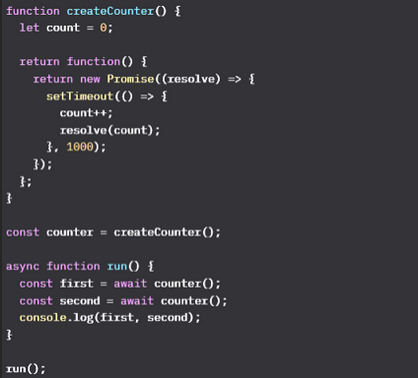 function createCounter() {
  let count = 0;

  return function() {
    return new Promise((resolve) => {
      setTimeout(() => {
        count++;
        resolve(count);
      }, 1000);
    });
  };
}

const counter = createCounter();

async function run() {
  const first = await counter();
  const second = await counter();
  console.log(first, second);
}

run();